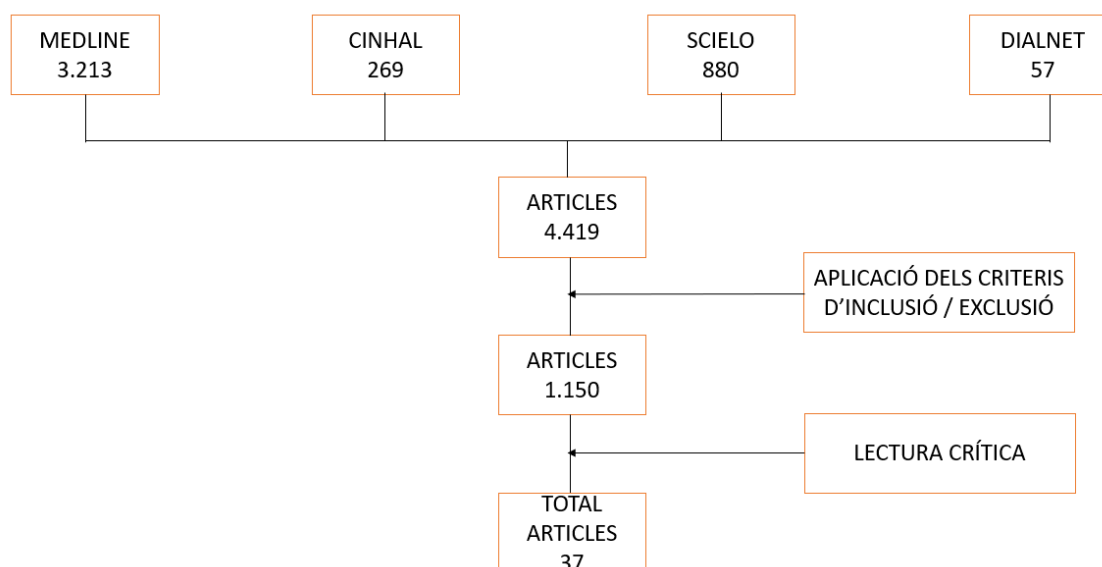 MEDLINE
3.213
CINHAL
269
SCIELO
880
DIALNET
57
ARTICLES
4.419
APLICACIÓ DELS CRITERIS
D’INCLUSIÓ / EXCLUSIÓ
ARTICLES
1.150
LECTURA CRÍTICA
TOTAL
ARTICLES
37